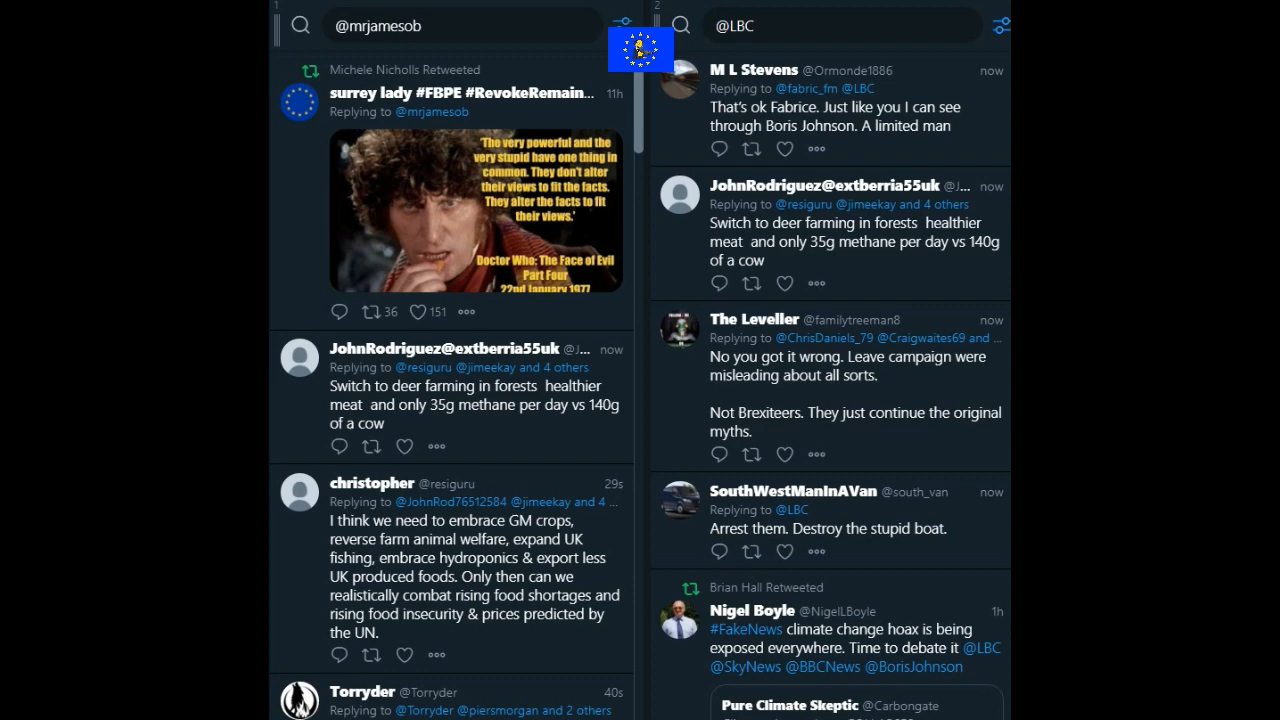 1
@mrjamesob
Michele Nicholls Retweeted
surrey lady #FBPE #RevokeRemain... 11h
Replying to @mrjamesob
'The very powerful and the
very stupid have one thing in
common. They don't alter
their views to fit the facts.
They alter the facts to fit
their views.'
Doctor Who: The Face of Evil
Part Four
22nd January 1977
36 151
JohnRodriguez@extberria55uk @J... now
Replying to @resiguru @jimeekay and 4 others
Switch to deer farming in forests healthier
meat and only 35g methane per day vs 140g
of a cow
christopher @resiguru 29s
Replying to @JohnRod76512584 @jimeekay and 4 ...
I think we need to embrace GM crops,
reverse farm animal welfare, expand UK
fishing, embrace hydroponics & export less
UK produced foods. Only then can we
realistically combat rising food shortages and
rising food insecurity & prices predicted by
the UN.
Torryder @Torryder 40s
Replying to @Torryder @piersmorgan and 2 others
2
@LBC
M L Stevens @Ormonde1886 now
Replying to @fabric_fm @LBC
That's ok Fabrice. Just like you I can see
through Boris Johnson. A limited man
JohnRodriguez@extberria55uk @J... now
Replying to @resiguru @jimeekay and 4 others
Switch to deer farming in forests healthier
meat and only 35g methane per day vs 140g
of a cow
The Leveller @familytreeman8 now
Replying to @ChrisDaniels_79 @Craigwaites69 and ...
No you got it wrong. Leave campaign were
misleading about all sorts.
Not Brexiteers. They just continue the original
myths.
SouthWestManInAVan @south_van now
Replying to @LBC
Arrest them. Destroy the stupid boat.
Brian Hall Retweeted
Nigel Boyle @NigelLBoyle 1h
#FakeNews climate change hoax is being
exposed everywhere. Time to debate it @LBC
@SkyNews @BBCNews @BorisJohnson
Pure Climate Skeptic @Carbongate